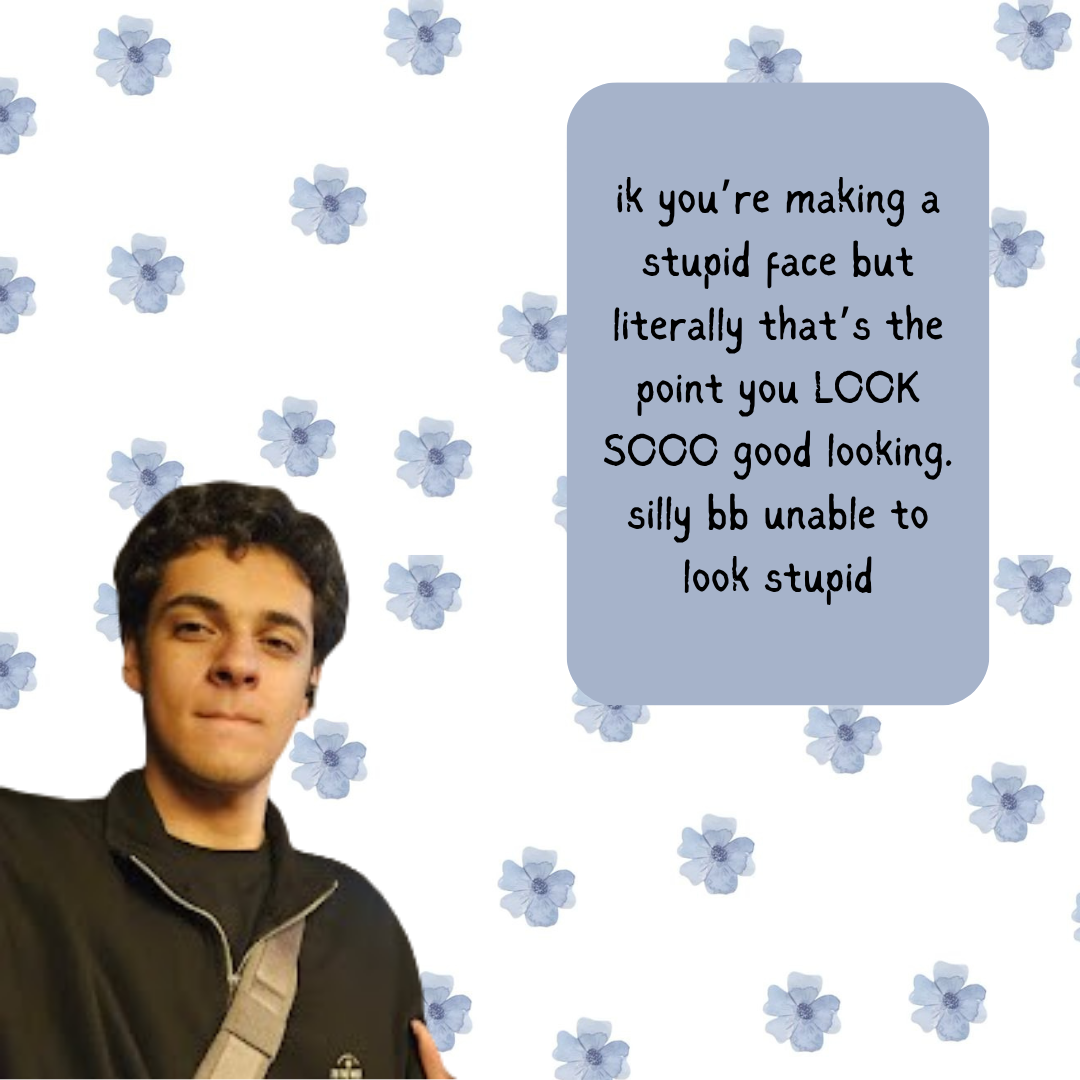 ik you're making a
stupid face but
literally that's the
point you LOOK
SOOO good looking.
silly bb unable to
look stupid